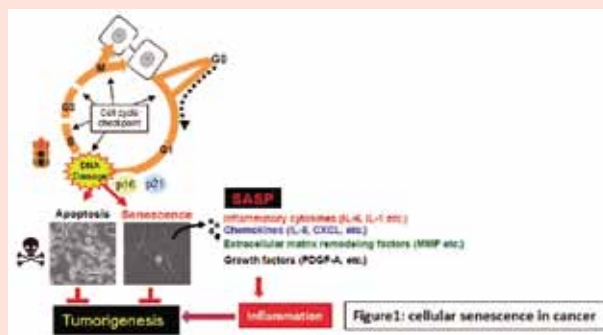 M
G0
G2
Cell cycle
checkpoint
S
G1
DNA
Damage
p16
p21
Apoptosis
Senescence
SASP
Inflammatory cytokines (IL-6, IL-1 etc.)
Chemokines (IL-8, CXCL, etc.)
Extracellular matrix remodeling factors (MMP etc.)
Growth factors (PDGF-A, etc.)
Tumorigenesis
Inflammation
Figure1: cellular senescence in cancer